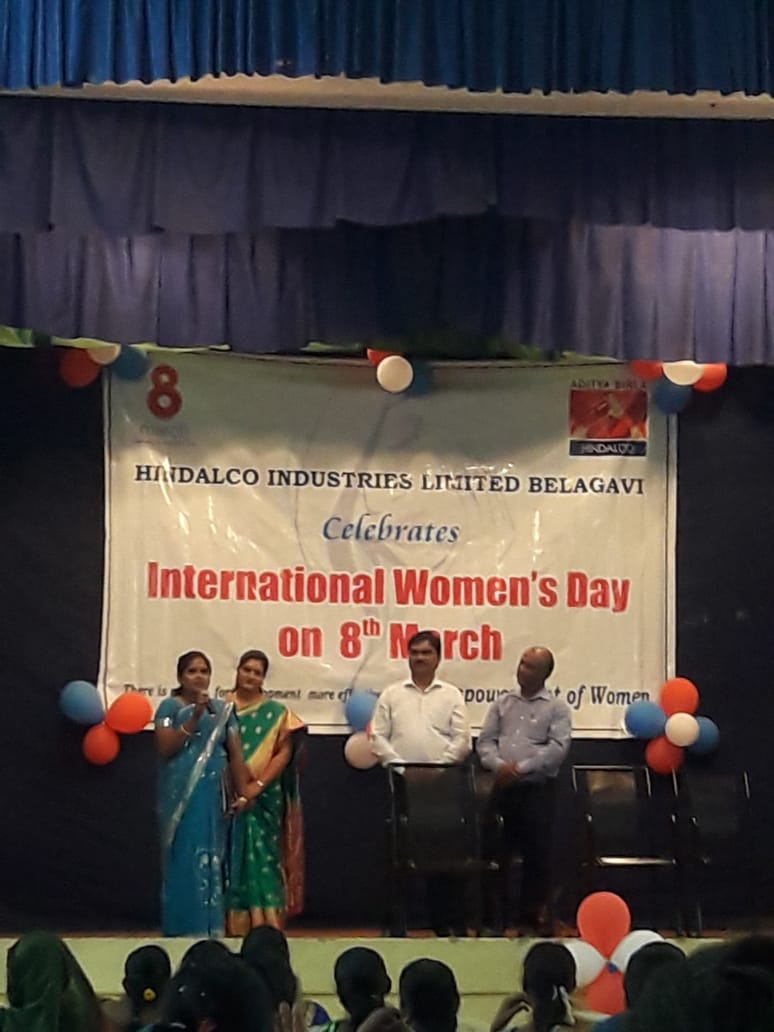 8
ADITYA BIRLA
HINDALCO
HINDALCO INDUSTRIES LIMITED BELAGAVI
Celebrates
International Women's Day
on 8th March
There is for more of Women